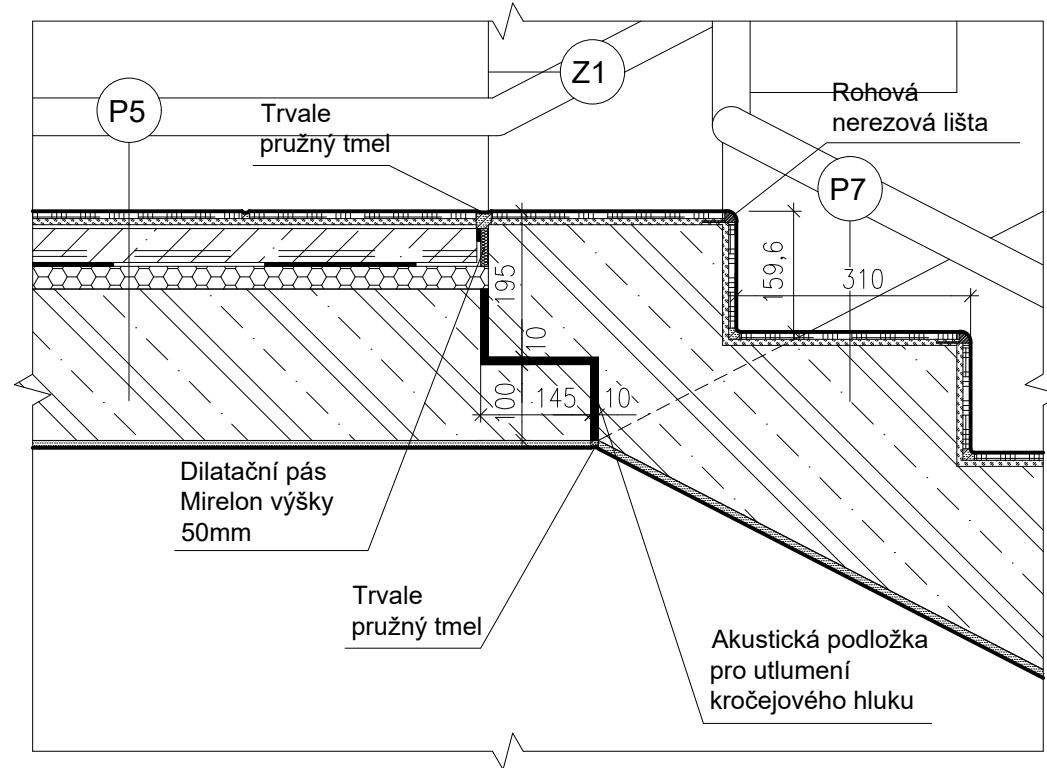 Z1
P5
Trvale
pružný tmel
Rohová
nerezová lišta
P7
195
159,6
310
10
100
145
10
Dilatační pás
Mirelon výšky
50mm
Trvale
pružný tmel
Akustická podložka
pro utlumení
kročejového hluku